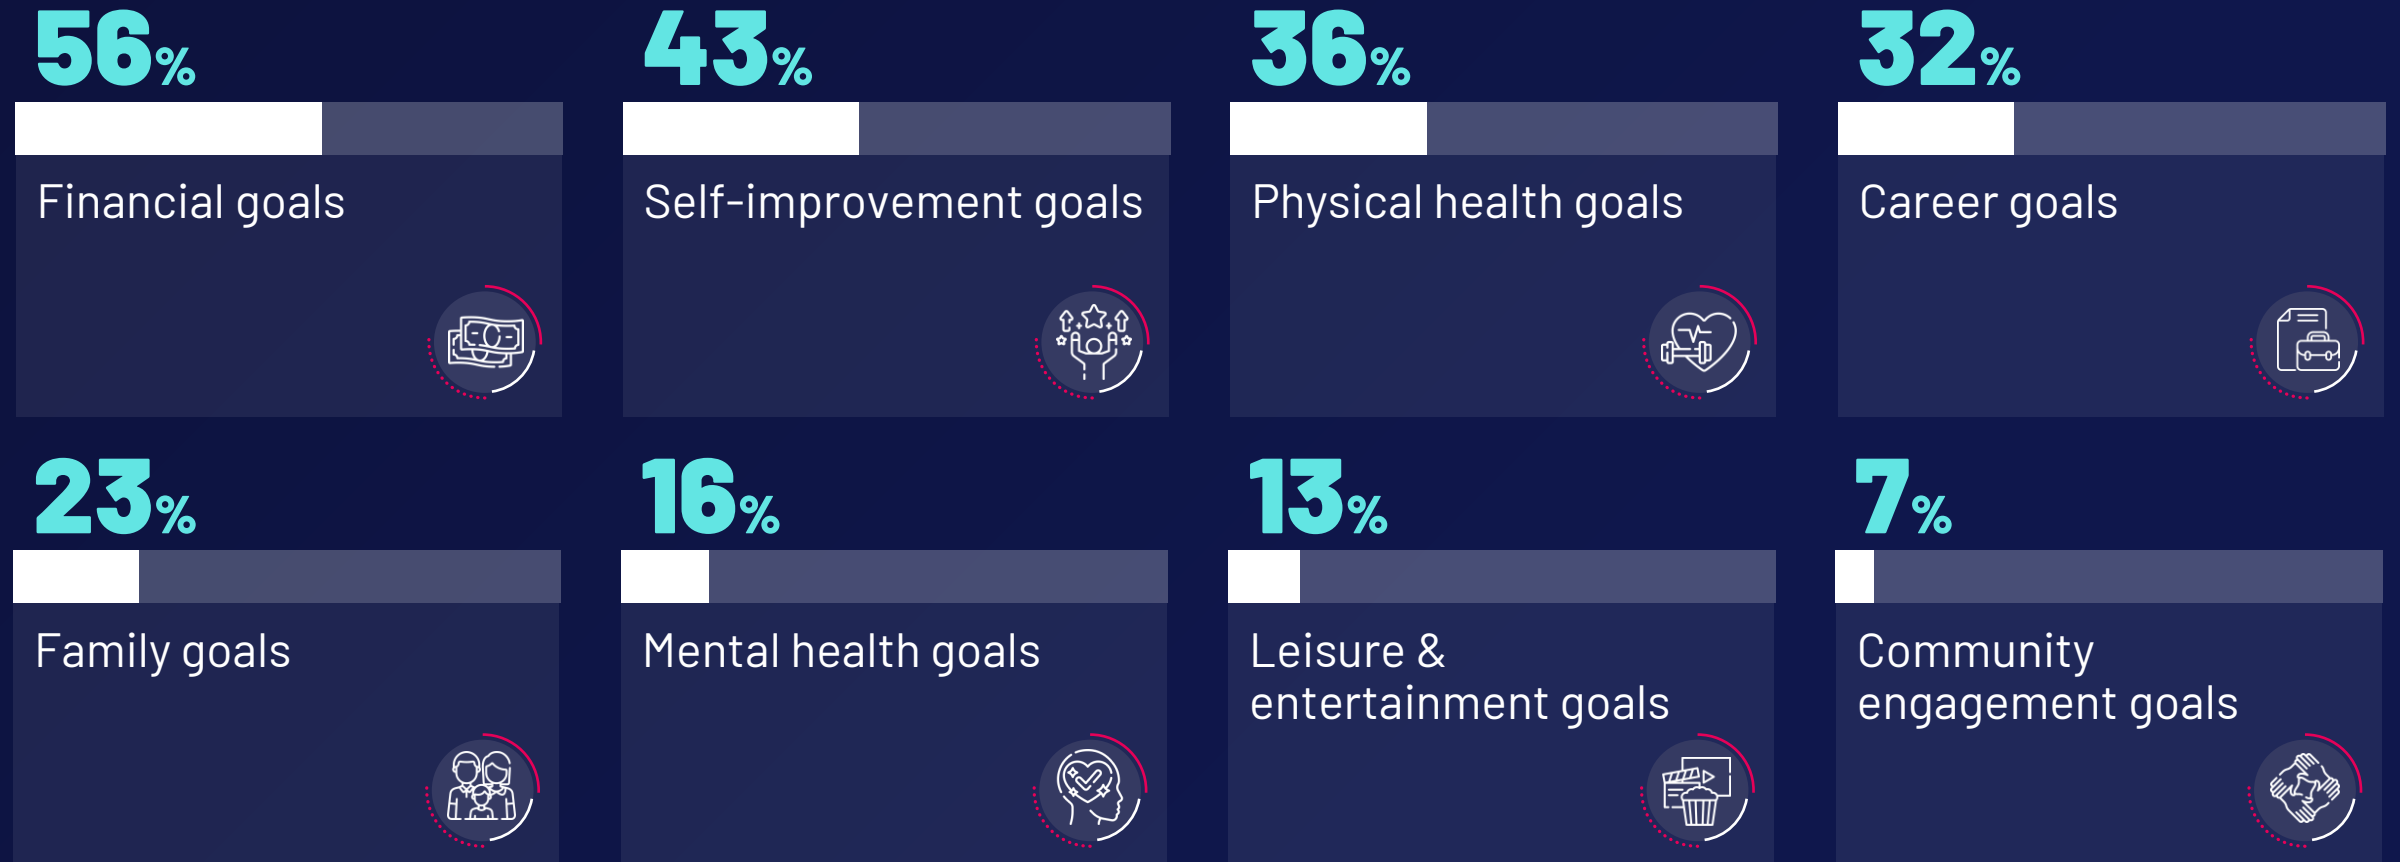 56%
43%
36%
32%
Financial goals
Self-improvement goals
Physical health goals
Career goals
23%
16%
13%
7%
Family goals
Mental health goals
Leisure &
entertainment goals
Community
engagement goals